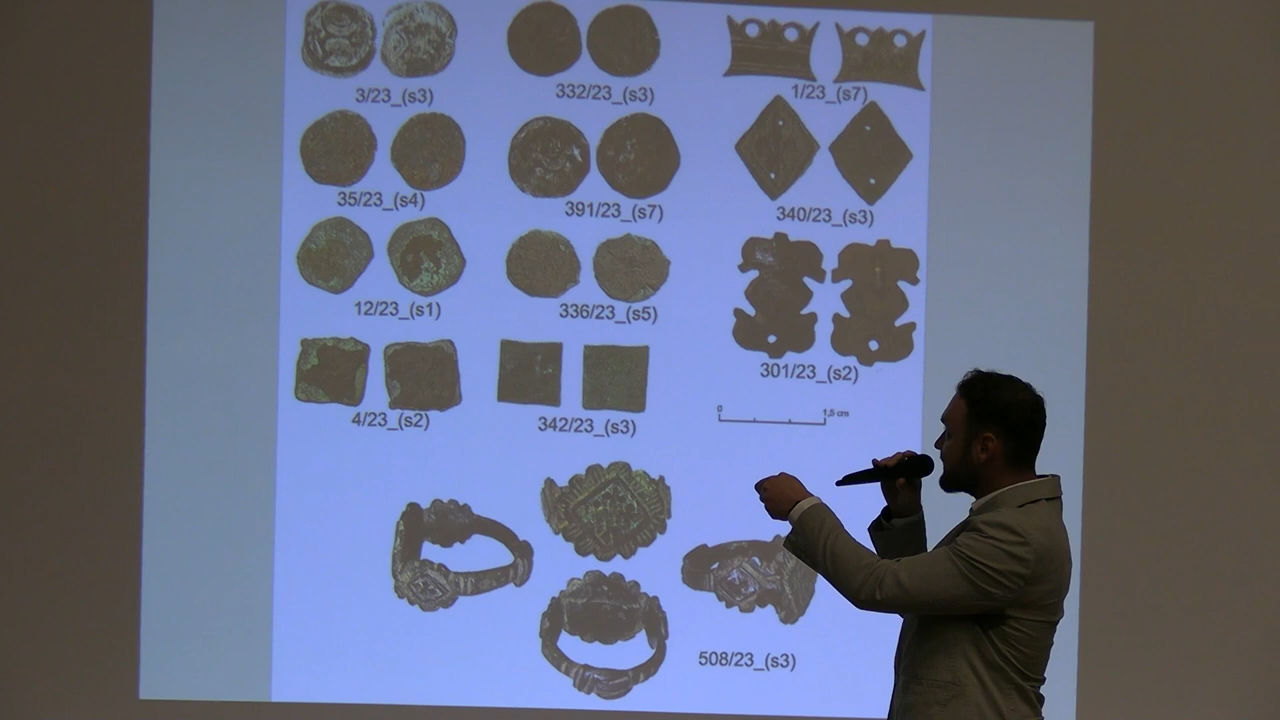 3/23_(s3)
332/23_(s3)
1/23_(s7)
35/23_(s4)
391/23_(s7)
340/23_(s3)
12/23_(s1)
336/23_(s5)
301/23_(s2)
4/23_(s2)
342/23_(s3)
0 1,5 cm
508/23_(s3)